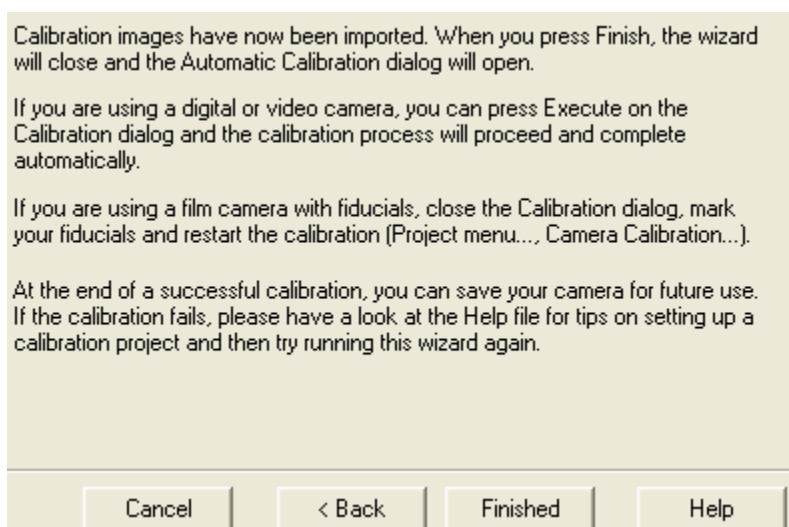 Calibration images have now been imported. When you press Finish, the wizard
will close and the Automatic Calibration dialog will open.
If you are using a digital or video camera, you can press Execute on the
Calibration dialog and the calibration process will proceed and complete
automatically.
If you are using a film camera with fiducials, close the Calibration dialog, mark
your fiducials and restart the calibration (Project menu..., Camera Calibration...).
At the end of a successful calibration, you can save your camera for future use.
If the calibration fails, please have a look at the Help file for tips on setting up a
calibration project and then try running this wizard again.
Cancel < Back Finished Help